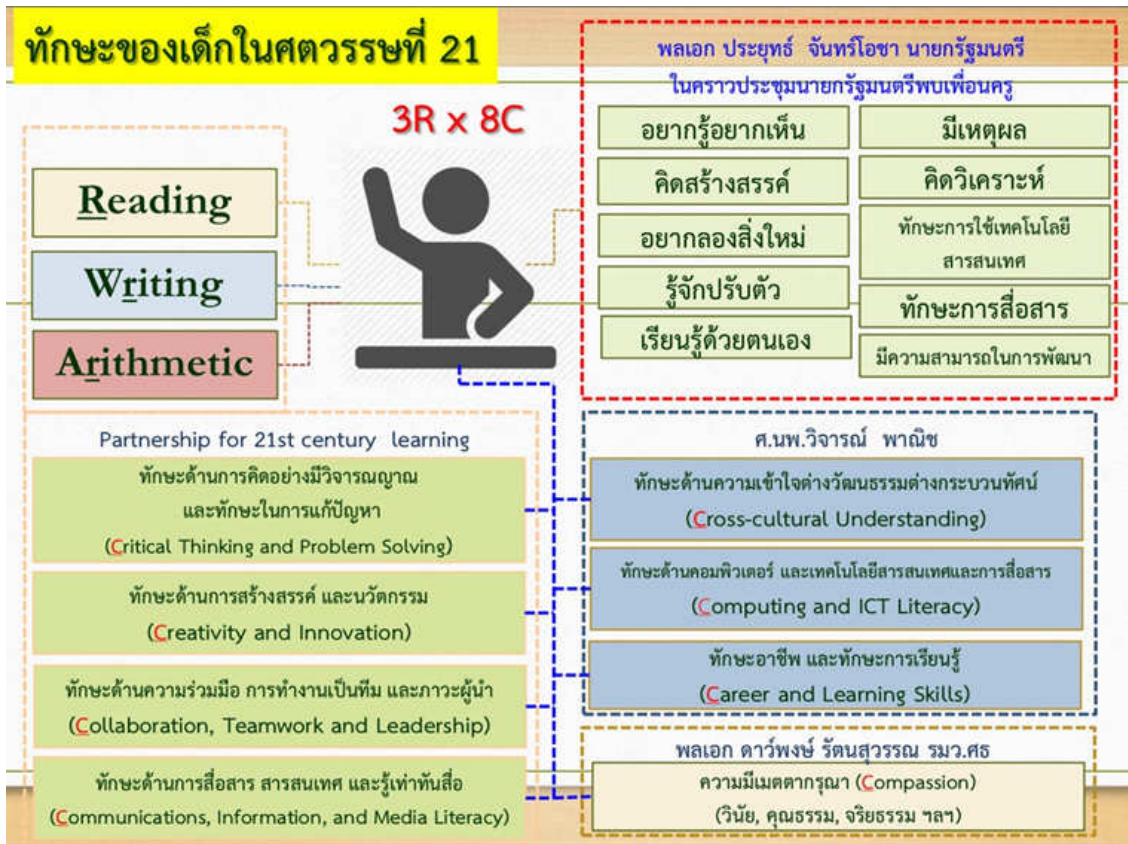 ทักษะของเด็กในศตวรรษที่ 21
3R x 8C
Reading
Writing
Arithmetic
พลเอก ประยุทธ์ จันทร์โอชา นายกรัฐมนตรี
ในคราวประชุมนายกรัฐมนตรีพบเพื่อนครู
อยากรู้อยากเห็น
คิดสร้างสรรค์
อยากลองสิ่งใหม่
รู้จักปรับตัว
เรียนรู้ด้วยตนเอง
มีเหตุผล
คิดวิเคราะห์
ทักษะการใช้เทคโนโลยี
สารสนเทศ
ทักษะการสื่อสาร
มีความสามารถในการพัฒนา
Partnership for 21st century learning
ทักษะด้านการคิดอย่างมีวิจารณญาณ
และทักษะในการแก้ปัญหา
(Critical Thinking and Problem Solving)
ทักษะด้านการสร้างสรรค์ และนวัตกรรม
(Creativity and Innovation)
ทักษะด้านความร่วมมือ การทำงานเป็นทีม และภาวะผู้นำ
(Collaboration, Teamwork and Leadership)
ทักษะด้านการสื่อสาร สารสนเทศ และรู้เท่าทันสื่อ
(Communications, Information, and Media Literacy)
ศ.นพ.วิจารณ์ พาณิช
ทักษะด้านความเข้าใจต่างวัฒนธรรมต่างกระบวนทัศน์
(Cross-cultural Understanding)
ทักษะด้านคอมพิวเตอร์ และเทคโนโลยีสารสนเทศและการสื่อสาร
(Computing and ICT Literacy)
ทักษะอาชีพ และทักษะการเรียนรู้
(Career and Learning Skills)
พลเอก ดาว์พงษ์ รัตนสุวรรณ รมว.ศธ
ความมีเมตตากรุณา (Compassion)
(วินัย, คุณธรรม, จริยธรรม ฯลฯ)